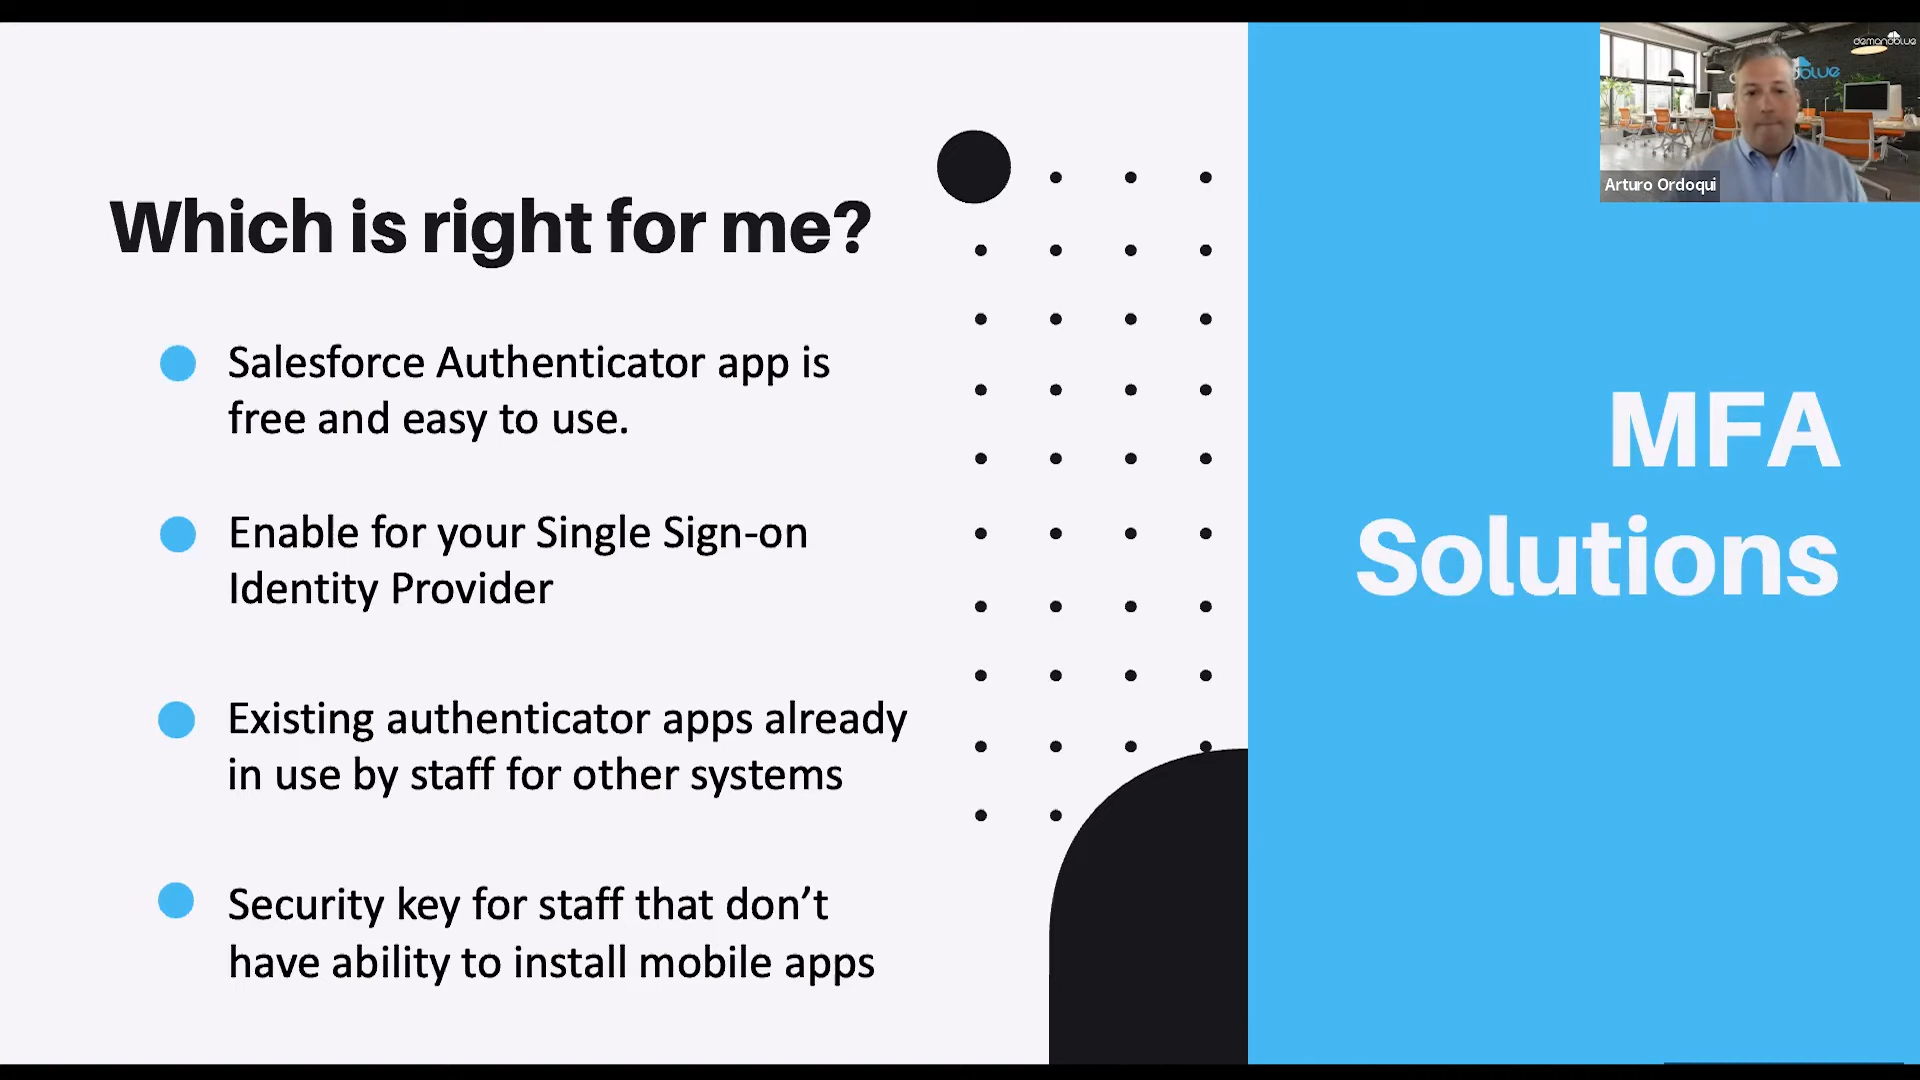 Which is right for me?
Salesforce Authenticator app is
free and easy to use.
Enable for your Single Sign-on
Identity Provider
Existing authenticator apps already
in use by staff for other systems
Security key for staff that don’t
have ability to install mobile apps
MFA
Solutions
demandblue
blue
Arturo Ordoqui